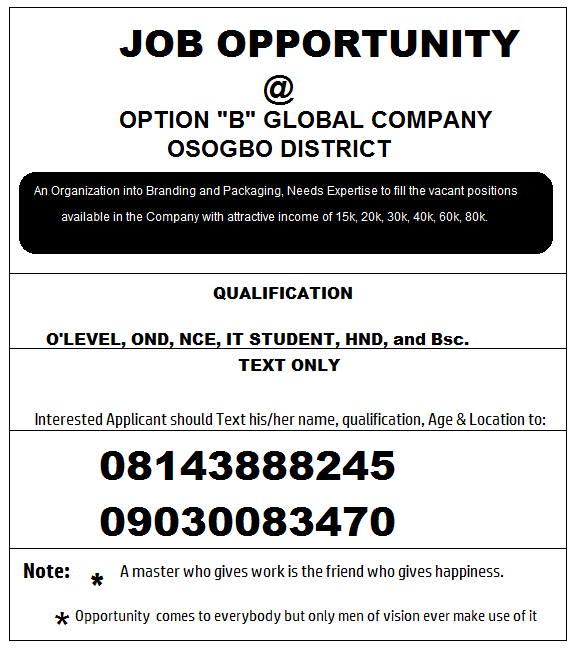 JOB OPPORTUNITY
@
OPTION "B" GLOBAL COMPANY
OSOGBO DISTRICT
An Organization into Branding and Packaging, Needs Expertise to fill the vacant positions
available in the Company with attractive income of 15k, 20k, 30k, 40k, 60k, 80k.
QUALIFICATION
O'LEVEL, OND, NCE, IT STUDENT, HND, and Bsc.
TEXT ONLY
Interested Applicant should Text his/her name, qualification, Age & Location to:
08143888245
09030083470
Note: * A master who gives work is the friend who gives happiness.
* Opportunity comes to everybody but only men of vision ever make use of it